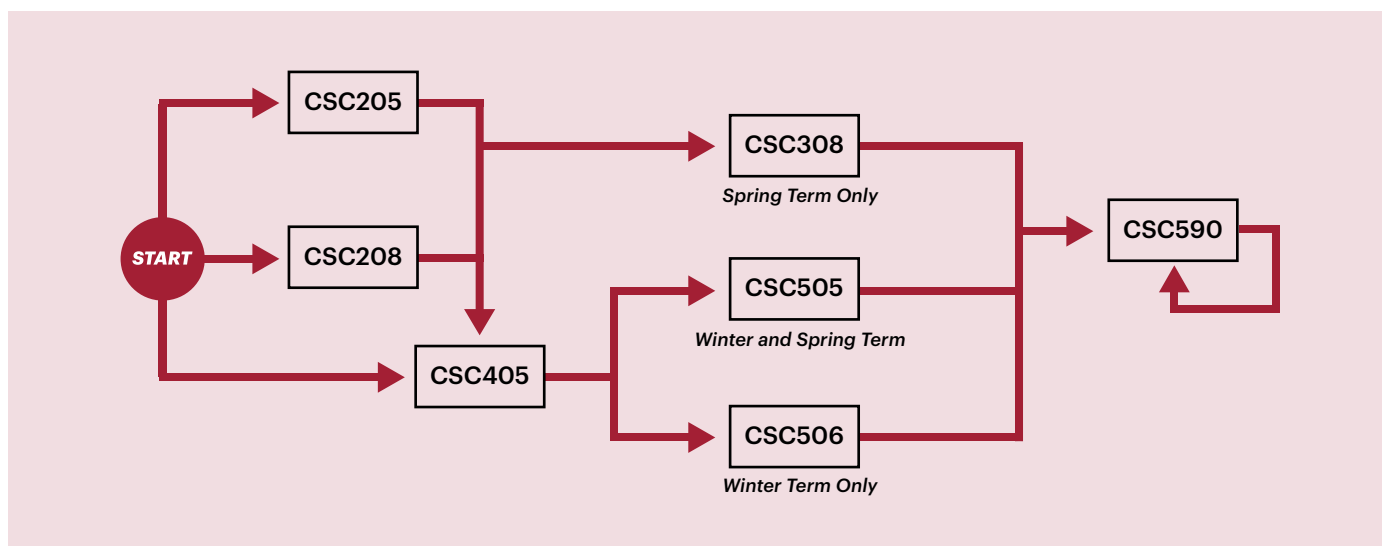 CSC205
CSC308
Spring Term Only
CSC590
START
CSC208
CSC505
Winter and Spring Term
CSC405
CSC506
Winter Term Only